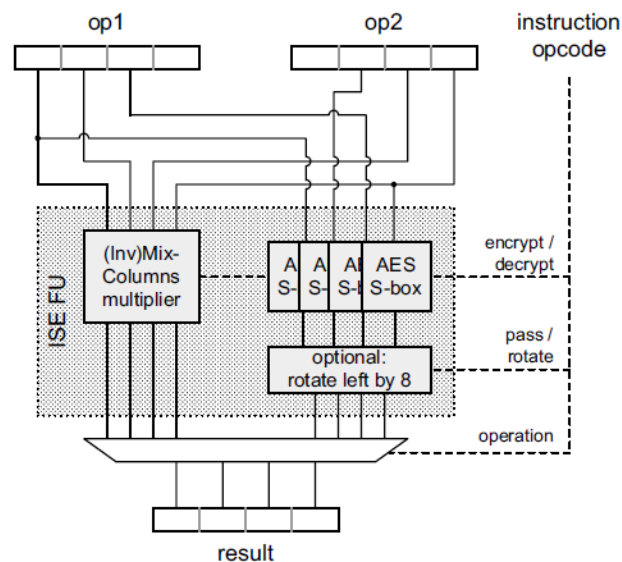 op1
op2
instruction
opcode
(Inv)Mix-
Columns
multiplier
A
S-
A
S-
AE
S-b
AES
S-box
encrypt /
decrypt
ISE FU
optional:
rotate left by 8
pass /
rotate
operation
result